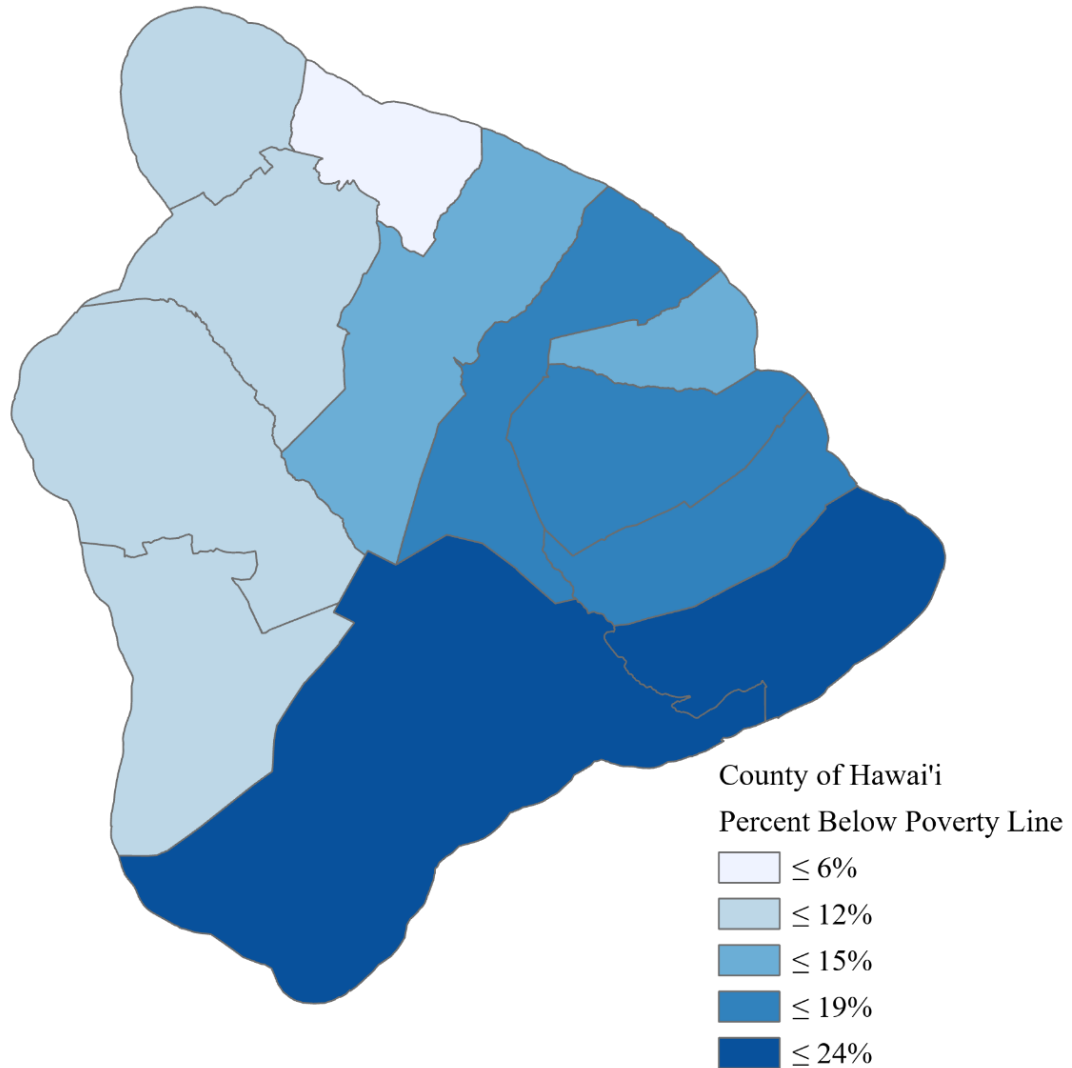 County of Hawai'i
Percent Below Poverty Line
≤ 6%
≤ 12%
≤ 15%
≤ 19%
≤ 24%